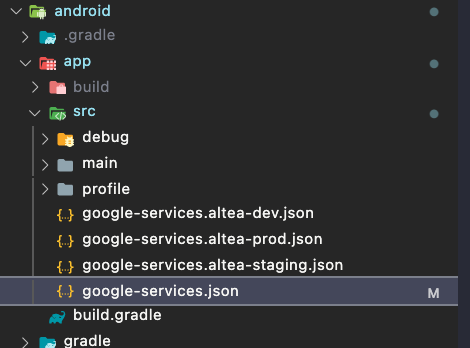 android
.gradle
app
build
src
debug
main
profile
google-services.altea-dev.json
google-services.altea-prod.json
google-services.altea-staging.json
google-services.json M
build.gradle
gradle